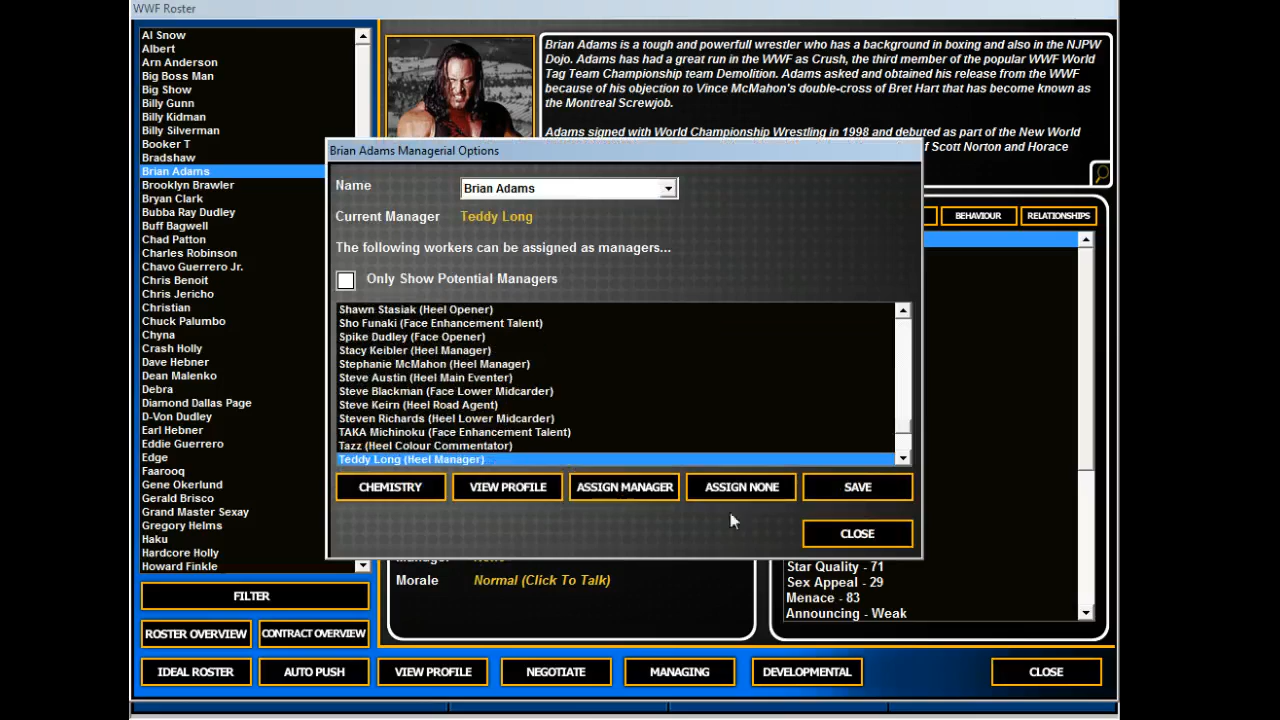 WWF Roster
Al Snow
Albert
Arn Anderson
Big Boss Man
Big Show
Billy Gunn
Billy Kidman
Billy Silverman
Booker T
Bradshaw
Brian Adams
Brooklyn Brawler
Bryan Clark
Bubba Ray Dudley
Buff Bagwell
Chad Patton
Charles Robinson
Chavo Guerrero Jr.
Chris Benoit
Chris Jericho
Christian
Chuck Palumbo
Chyna
Crash Holly
Dave Hebner
Dean Malenko
Debra
Diamond Dallas Page
D-Von Dudley
Earl Hebner
Eddie Guerrero
Edge
Faarooq
Gene Okerlund
Gerald Brisco
Grand Master Sexay
Gregory Helms
Haku
Hardcore Holly
Howard Finkle
FILTER
ROSTER OVERVIEW
CONTRACT OVERVIEW
IDEAL ROSTER
AUTO PUSH
VIEW PROFILE
NEGOTIATE
MANAGING
DEVELOPMENTAL
CLOSE
Brian Adams is a tough and powerfull wrestler who has a background in boxing and also in the NJPW
Dojo. Adams has had a great run in the WWF as Crush, the third member of the popular WWF World
Tag Team Championship team Demolition. Adams asked and obtained his release from the WWF
because of his objection to Vince McMahon's double-cross of Bret Hart that has become known as
the Montreal Screwjob.
Adams signed with World Championship Wrestling in 1998 and debuted as part of the New World
of Scott Norton and Horace
BEHAVIOUR
RELATIONSHIPS
Brian Adams Managerial Options
Name
Brian Adams
Current Manager
Teddy Long
The following workers can be assigned as managers...
Only Show Potential Managers
Shawn Stasiak (Heel Opener)
Sho Funaki (Face Enhancement Talent)
Spike Dudley (Face Opener)
Stacy Keibler (Heel Manager)
Stephanie McMahon (Heel Manager)
Steve Austin (Heel Main Eventer)
Steve Blackman (Face Lower Midcarder)
Steve Keirn (Heel Road Agent)
Steven Richards (Heel Lower Midcarder)
TAKA Michinoku (Face Enhancement Talent)
Tazz (Heel Colour Commentator)
Teddy Long (Heel Manager)
CHEMISTRY
VIEW PROFILE
ASSIGN MANAGER
ASSIGN NONE
SAVE
CLOSE
Morale
Normal (Click To Talk)
Star Quality - 71
Sex Appeal - 29
Menace - 83
Announcing - Weak